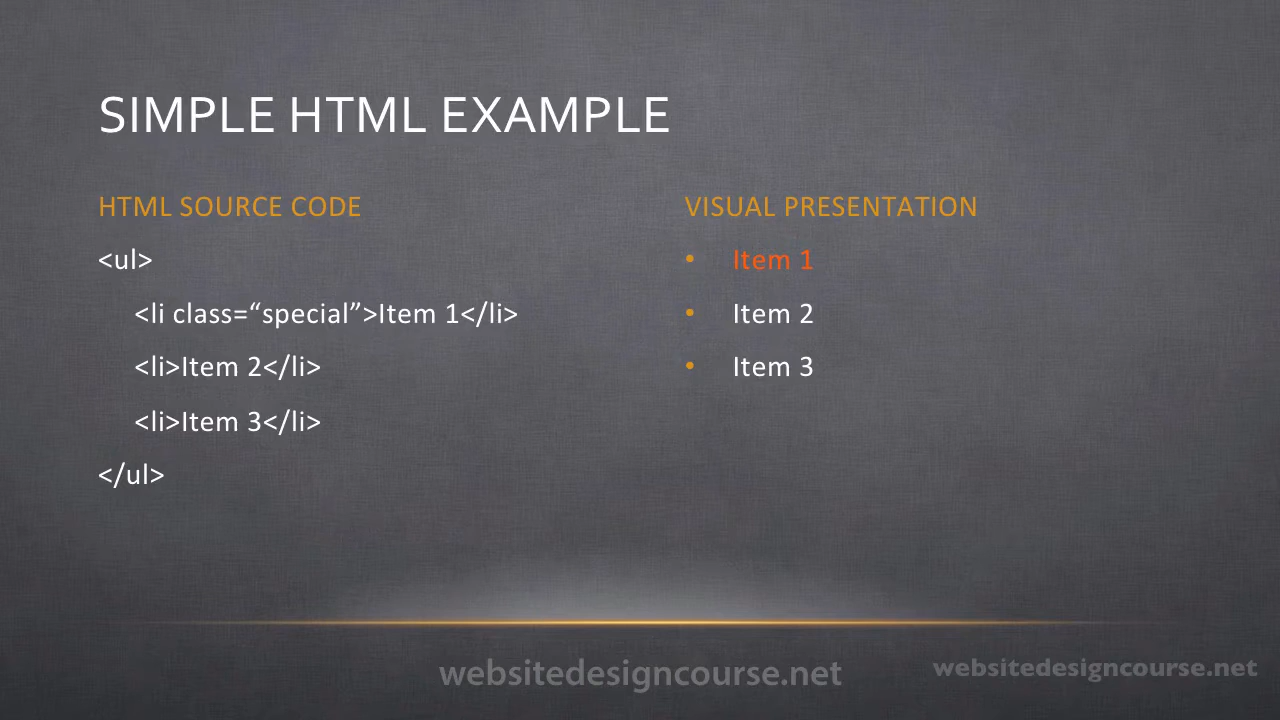 SIMPLE HTML EXAMPLE
HTML SOURCE CODE
<ul>
<li class=“special”>Item 1</li>
<li>Item 2</li>
<li>Item 3</li>
</ul>
VISUAL PRESENTATION
• Item 1
• Item 2
• Item 3
websitedesigncourse.net
websitedesigncourse.net